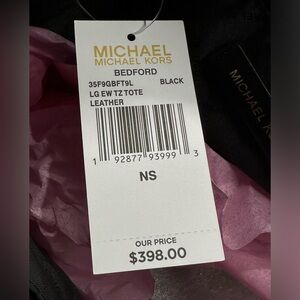 MICHAEL
MICHAEL KORS
BEDFORD
35F9GBFT9L BLACK
LG EW TZ TOTE
LEATHER
1 92877 93999 3
NS
OUR PRICE
$398.00
MICHAEL